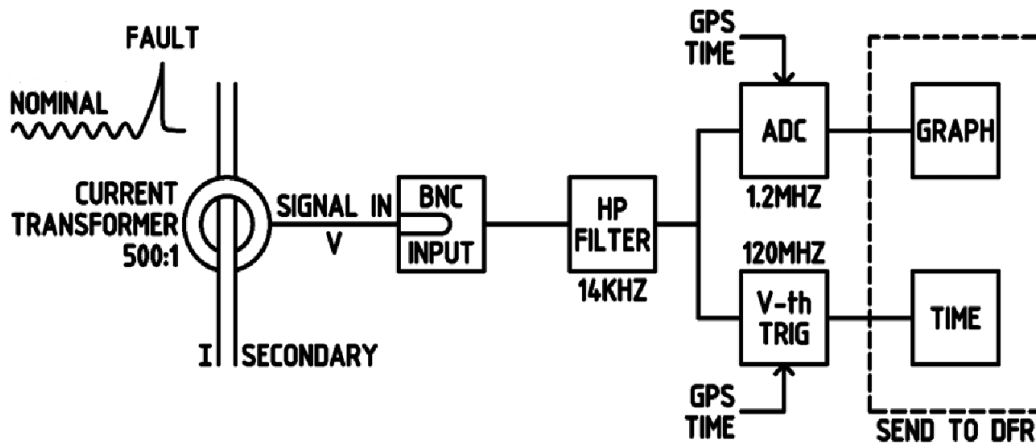 FAULT
NOMINAL
CURRENT
TRANSFORMER
500:1
I SECONDARY
SIGNAL IN
V
BNC
INPUT
HP
FILTER
14KHZ
GPS
TIME
ADC
1.2MHZ
GRAPH
120MHZ
V-th
TRIG
GPS
TIME
TIME
SEND TO DFR